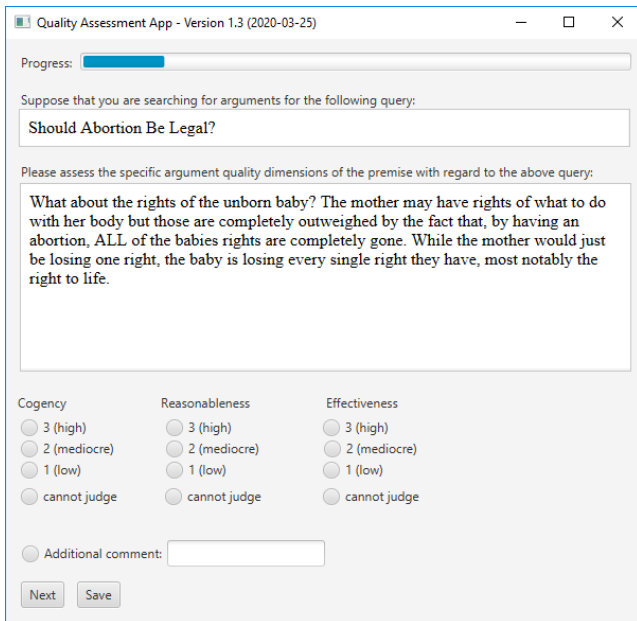 Quality Assessment App - Version 1.3 (2020-03-25)
Progress:
Suppose that you are searching for arguments for the following query:
Should Abortion Be Legal?
Please assess the specific argument quality dimensions of the premise with regard to the above query:
What about the rights of the unborn baby? The mother may have rights of what to do
with her body but those are completely outweighed by the fact that, by having an
abortion, ALL of the babies rights are completely gone. While the mother would just
be losing one right, the baby is losing every single right they have, most notably the
right to life.
Cogency Reasonableness Effectiveness
3 (high) 3 (high) 3 (high)
2 (mediocre) 2 (mediocre) 2 (mediocre)
1 (low) 1 (low) 1 (low)
cannot judge cannot judge cannot judge
Additional comment:
Next Save